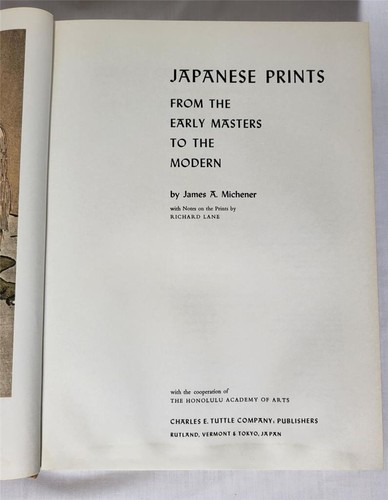 JAPANESE PRINTS
FROM THE
EARLY MASTERS
TO THE
MODERN
by James A. Michener
with Notes on the Prints by
RICHARD LANE
with the cooperation of
THE HONOLULU ACADEMY OF ARTS
CHARLES E. TUTTLE COMPANY: PUBLISHERS
RUTLAND, VERMONT & TOKYO, JAPAN